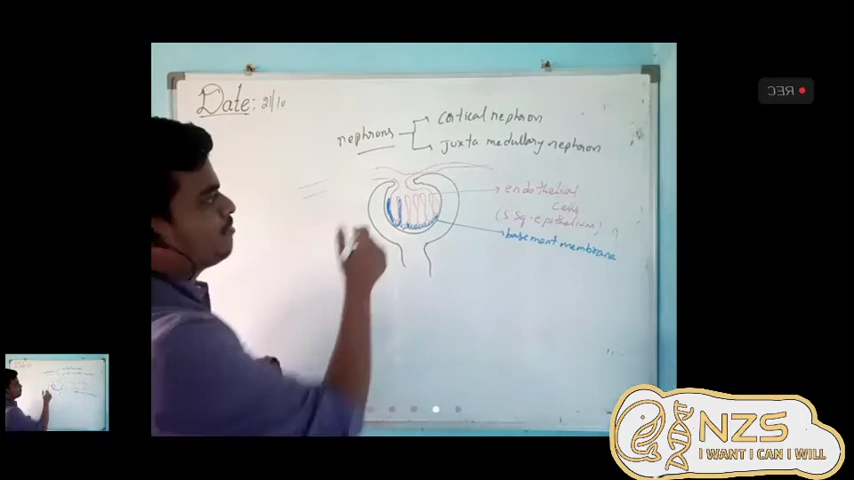 Date: 21/10
cortical nephron
nephrons
Juxta medullary nephron
endothelial
cells
(S Sq. epithelium)
basement membrane
REC
NZS
I WANT I CAN I WILL